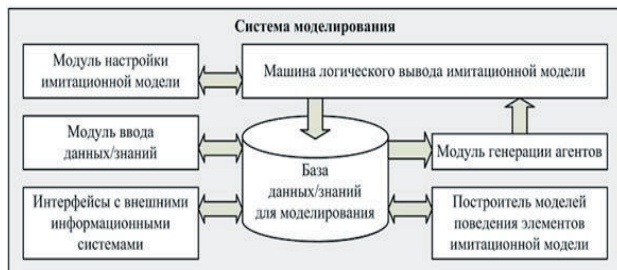 Система моделирования
Модуль настройки
имитационной модели
Машина логического вывода имитационной модели
Модуль ввода
данных/знаний
База
данных/знаний
для моделирования
Модуль генерации агентов
Интерфейсы с внешними
информационными
системами
Построитель моделей
поведения элементов
имитационной модели